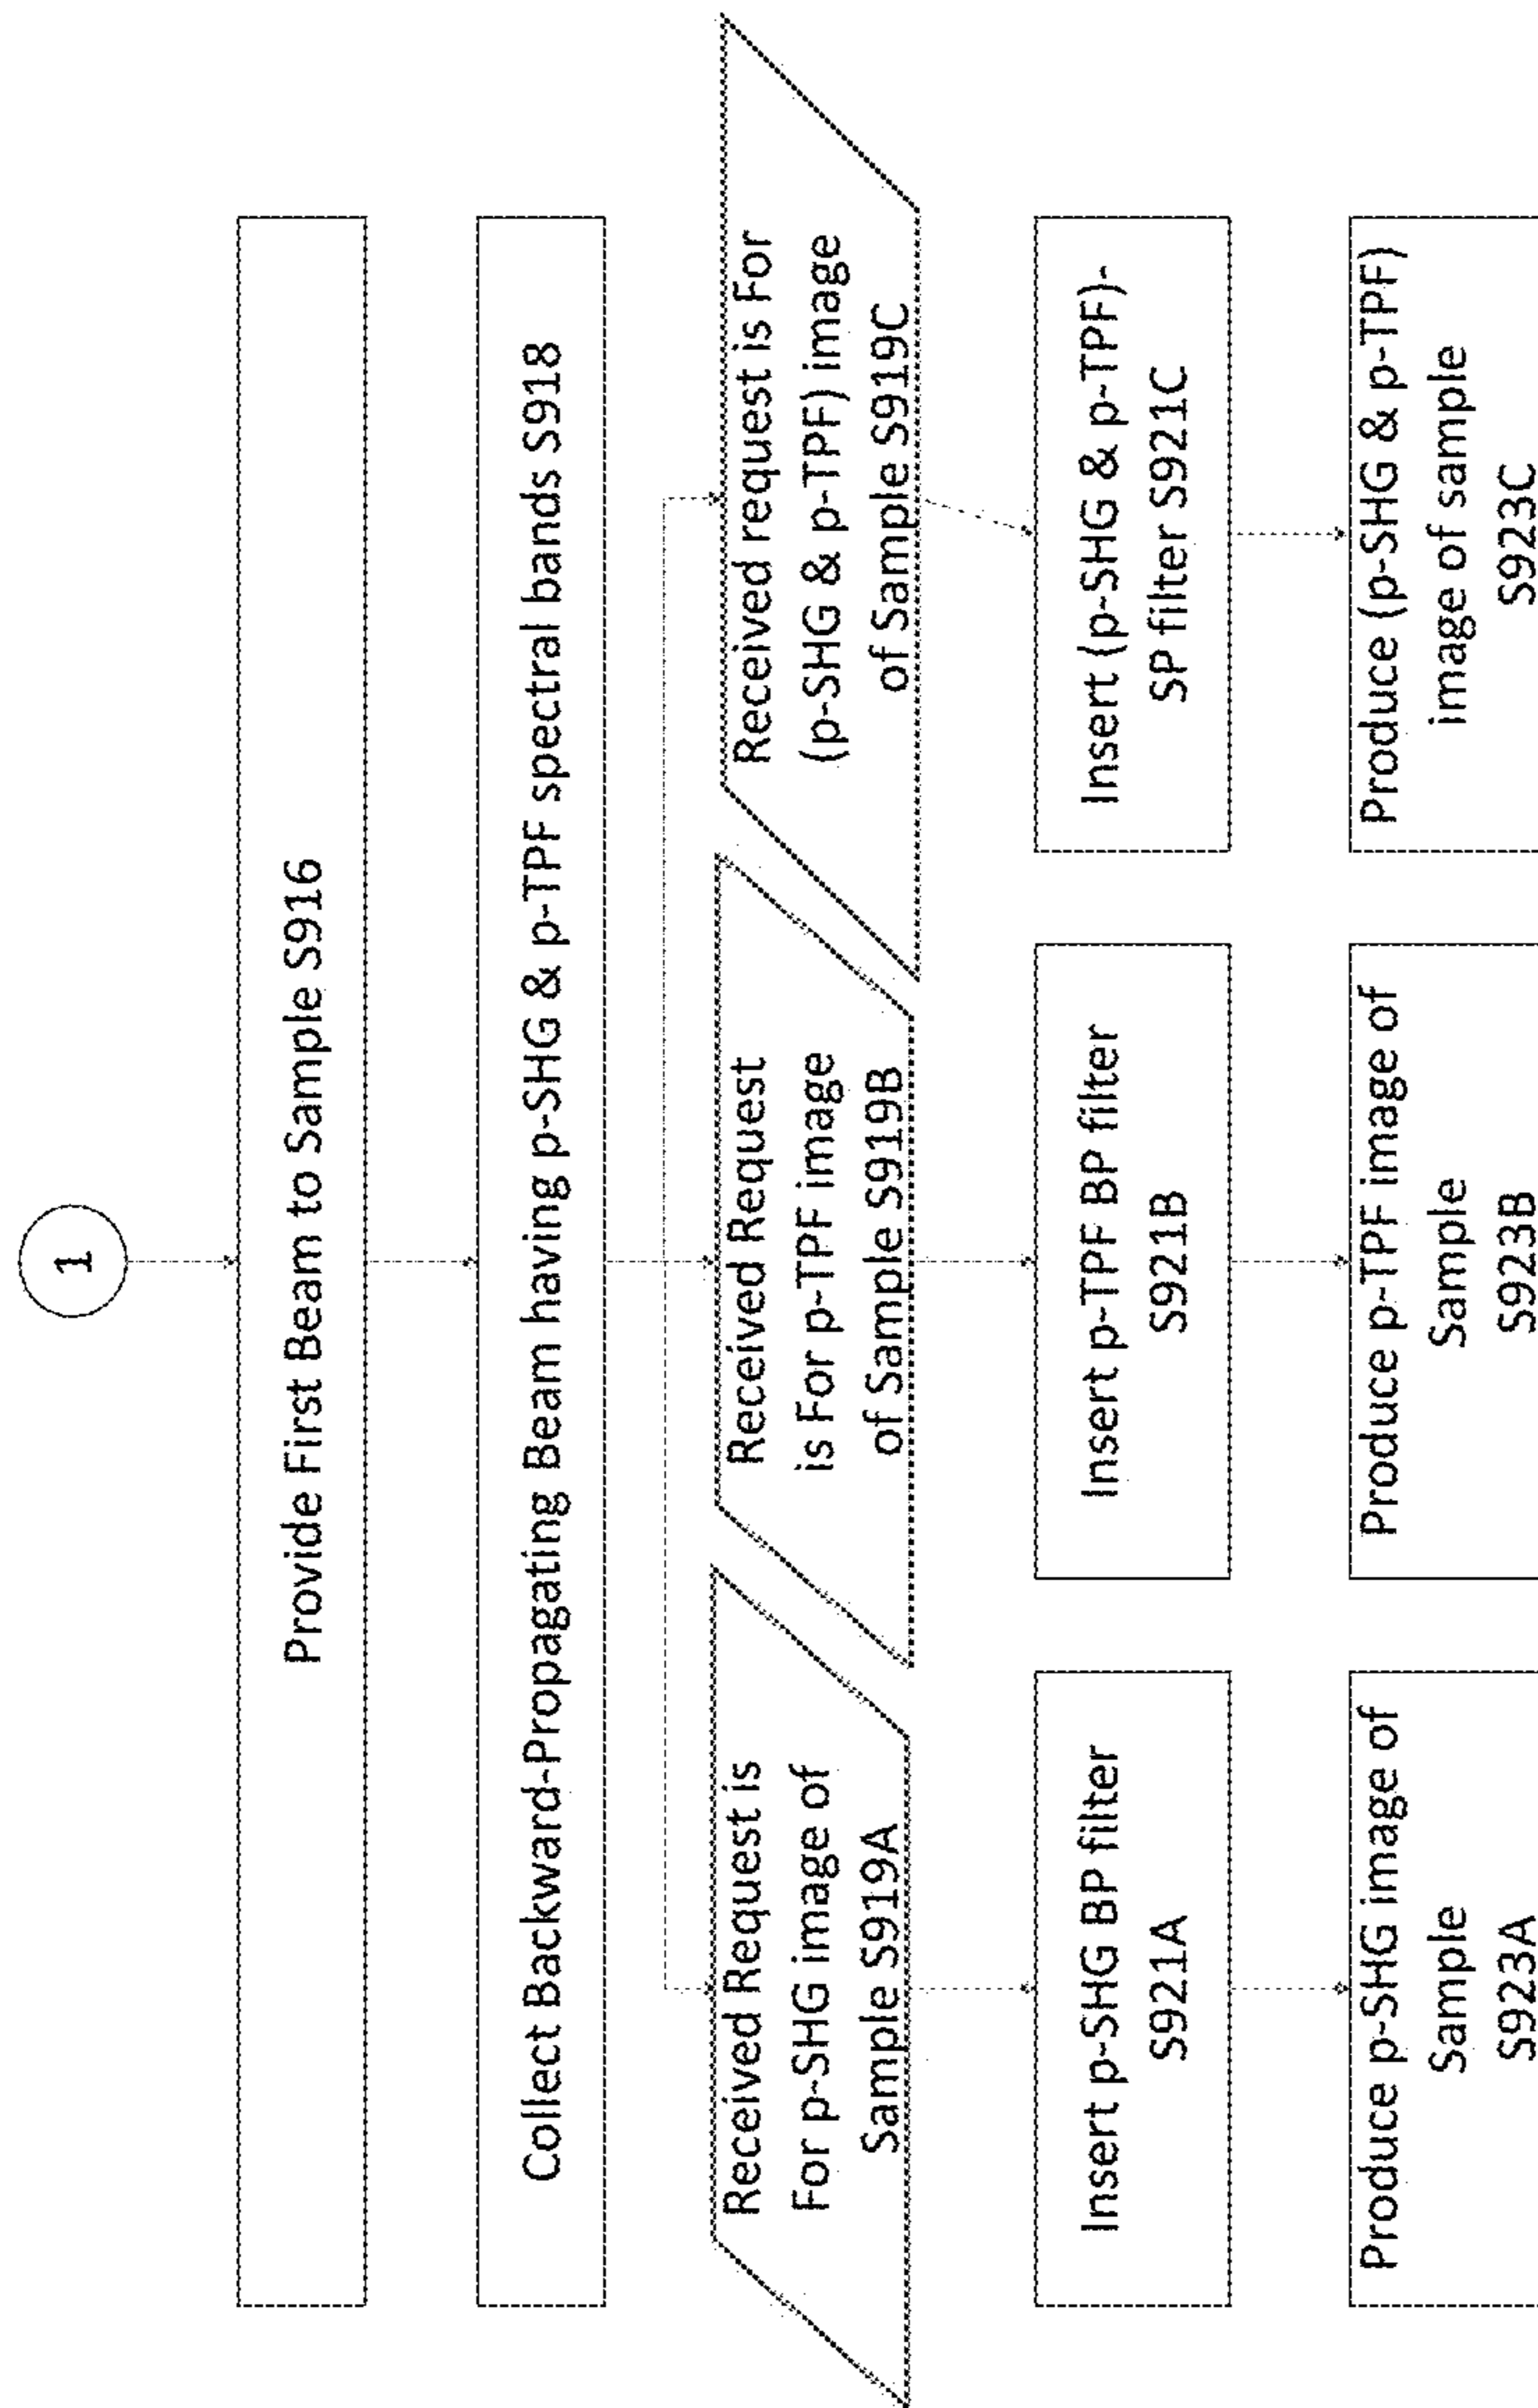 1
Provide First Beam to Sample S916
Collect Backward-Propagating Beam having p-SHG & p-TPF spectral bands S918
Received Request is
For p-SHG image of
Sample S919A
Received Request
is For p-TPF image
of Sample S919B
Received request is For
(p-SHG & p-TPF) image
of Sample S919C
Insert p-SHG BP filter
S921A
Insert p-TPF BP filter
S921B
Insert (p-SHG & p-TPF)-
SP filter S921C
Produce p-SHG image of
Sample
S923A
Produce p-TPF image of
Sample
S923B
Produce (p-SHG & p-TPF)
image of sample
S923C